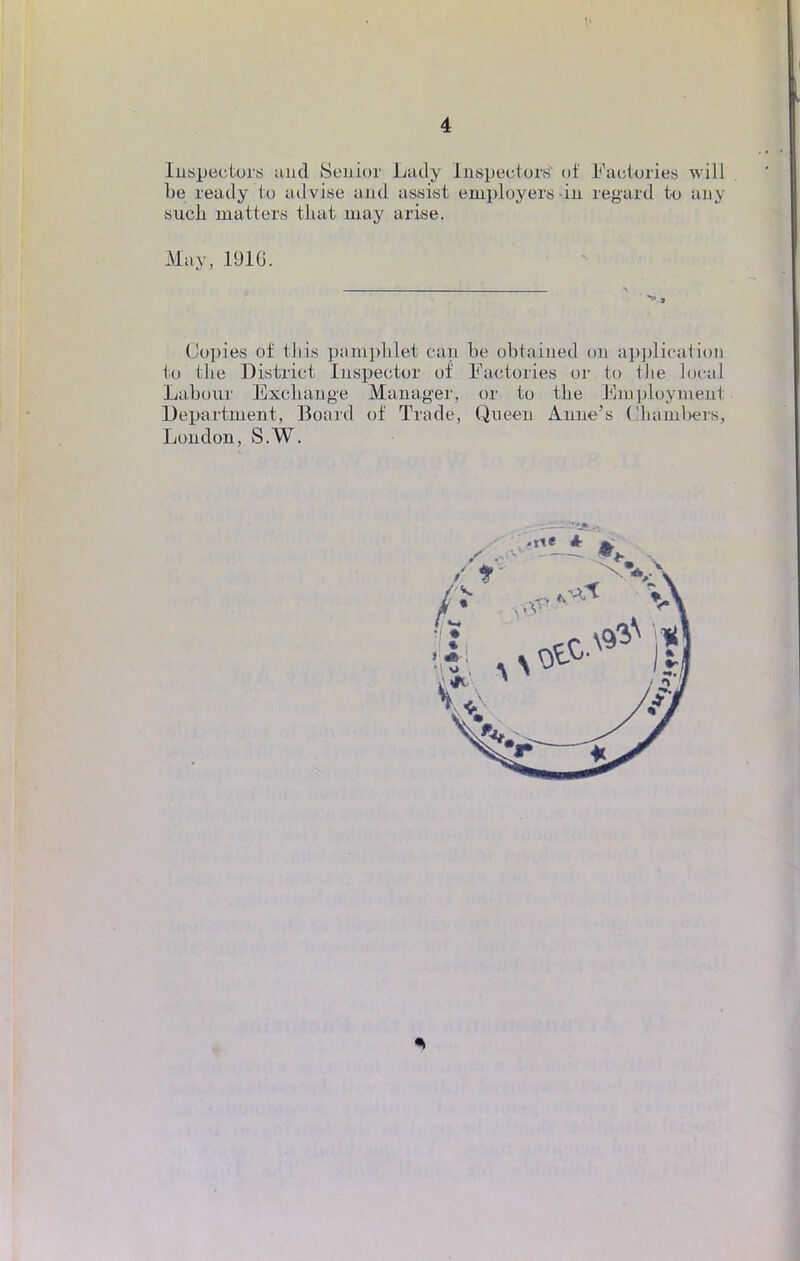 4
Inspectors and Senior Lady Inspectors of Factories will
be ready to advise and assist employers in regard to any
such matters that may arise.
May, 1916.
Copies of this pamphlet can be obtained on application
to the District Inspector of Factories or to the local
Labour Exchange Manager, or to the Employment
Department, Board of Trade, Queen Anne's Chambers,
London, S.W.
11 DEC. 1931